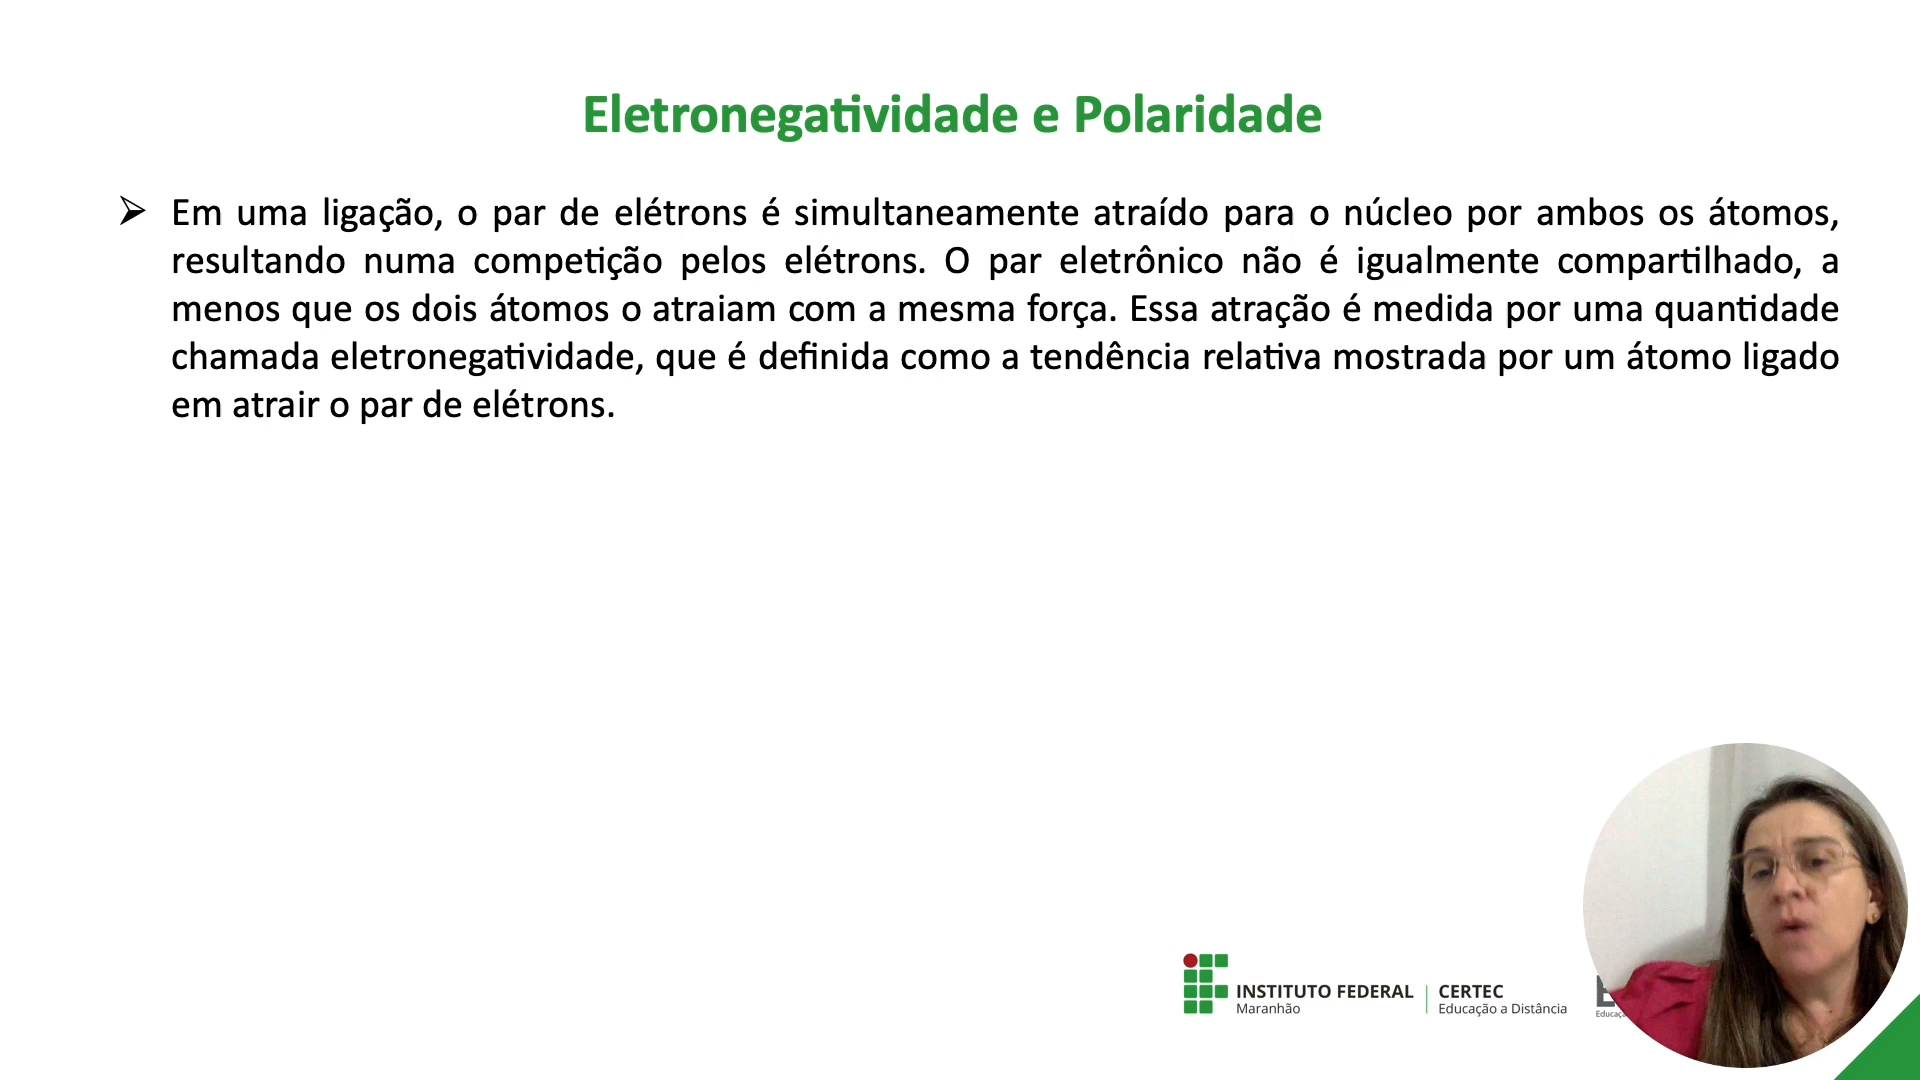 Eletronegatividade e Polaridade
➢ Em uma ligação, o par de elétrons é simultaneamente atraído para o núcleo por ambos os átomos,
resultando numa competição pelos elétrons. O par eletrônico não é igualmente compartilhado, a
menos que os dois átomos o atraiam com a mesma força. Essa atração é medida por uma quantidade
chamada eletronegatividade, que é definida como a tendência relativa mostrada por um átomo ligado
em atrair o par de elétrons.
INSTITUTO FEDERAL
Maranhão
CERTEC
Educação a Distância